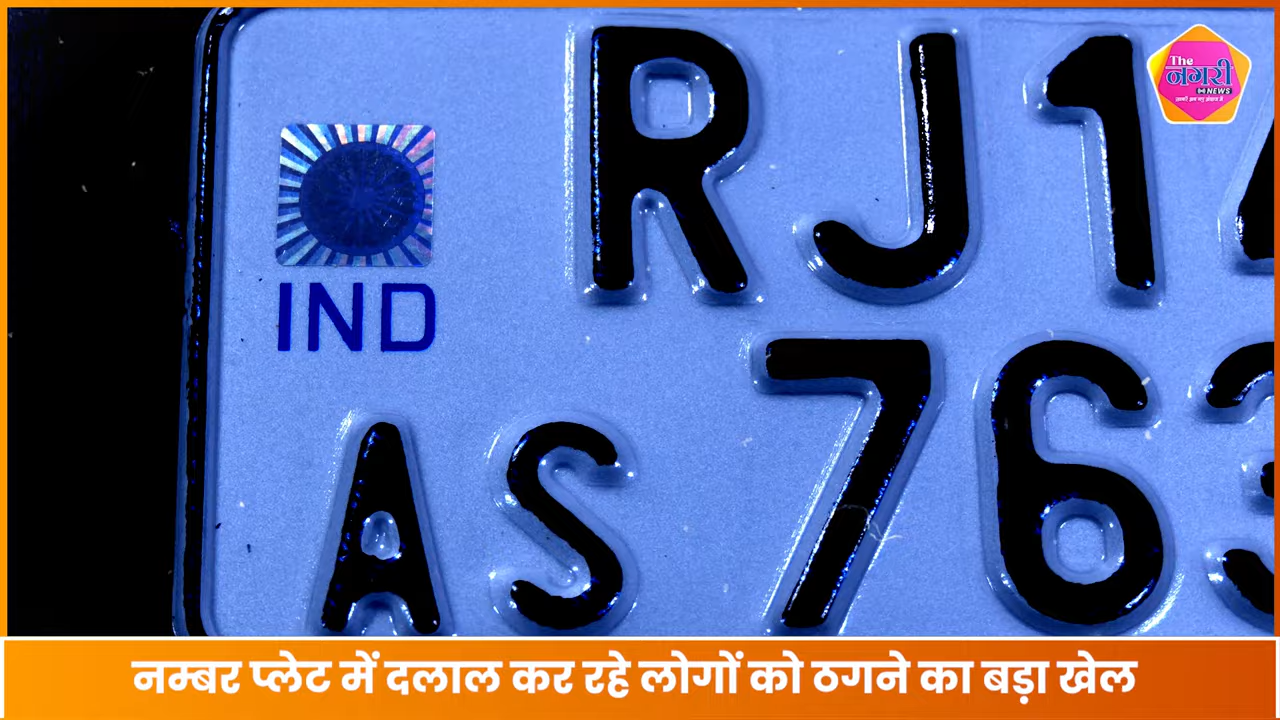 The
नगरी
NEWS
IND
RJ1
AS 763
नम्बर प्लेट में दलाल कर रहे लोगों को ठगने का बड़ा खेल